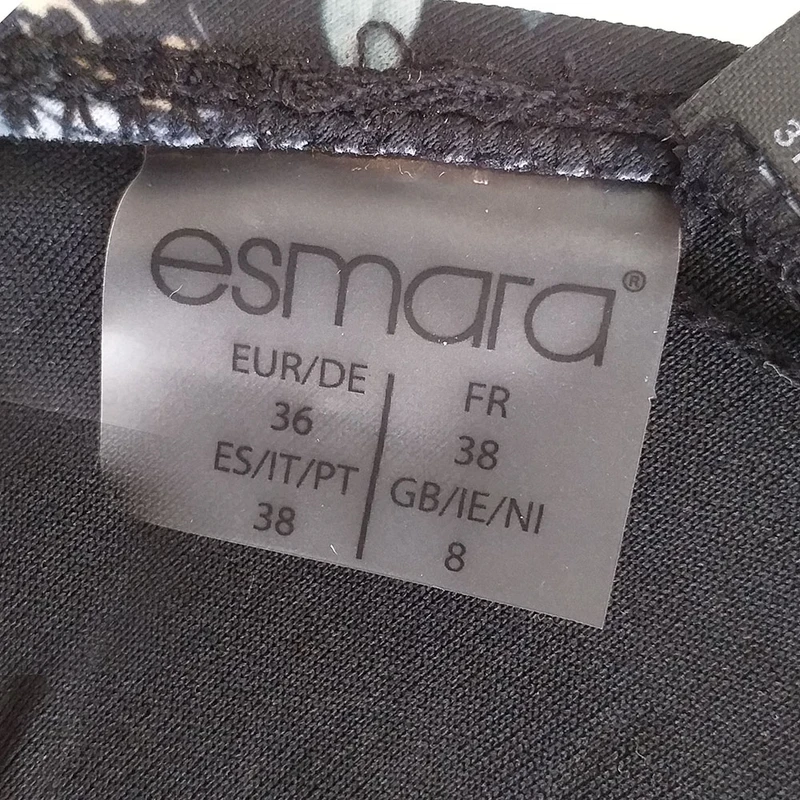 esmara®
EUR/DE
36
ES/IT/PT
38
FR
38
GB/IE/NI
8